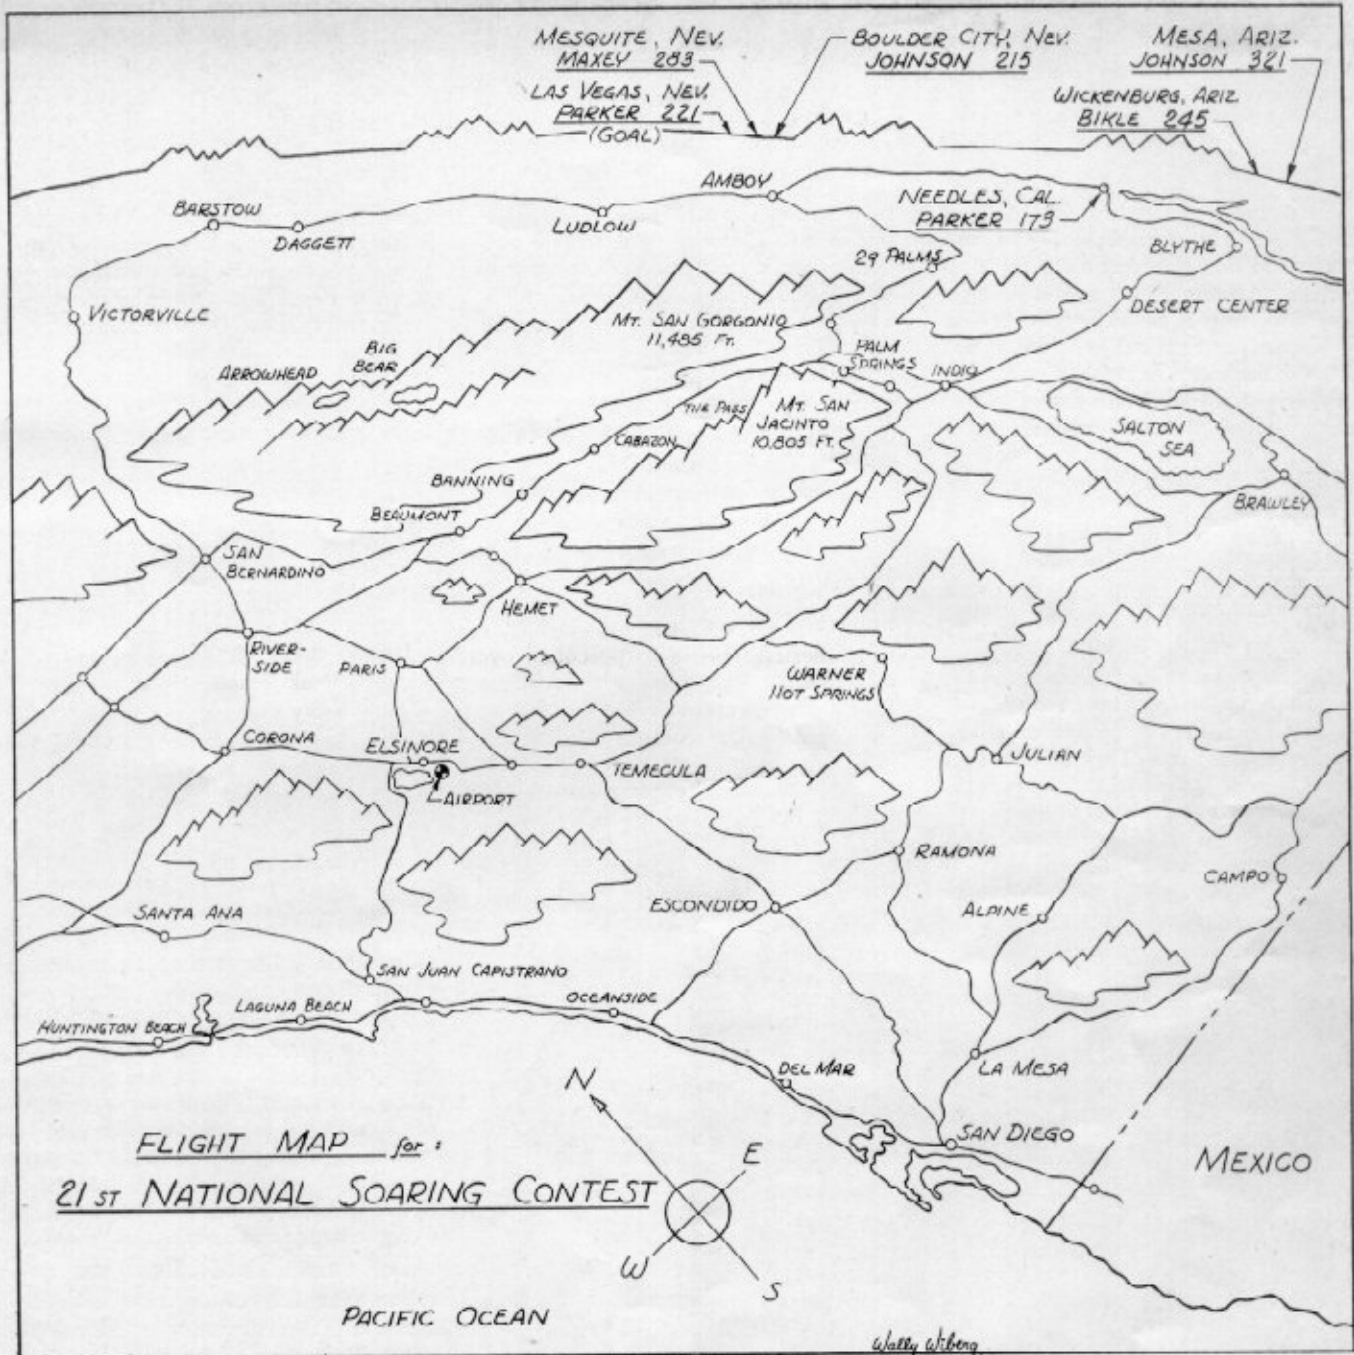 MESQUITE, NEV.
MAXEY 283
BOULDER CITY, NEV.
JOHNSON 215
MESA, ARIZ.
JOHNSON 321
LAS VEGAS, NEV.
PARKER 221
(GOAL)
WICKENBURG, ARIZ.
BIKLE 245
AMBOY
NEEDLES, CAL.
PARKER 173
BARSTOW
DAGGETT
LUDLOW
29 PALMS
BLYTHE
VICTORVILLE
DESERT CENTER
MT. SAN GORGONIO
11,485 FT.
BIG
BEAR
ARROWHEAD
PALM
SPRINGS
INDIO
THE PASS
MT. SAN
JACINTO
10,805 FT.
SALTON
SEA
CABAZON
BANNING
BRAWLEY
BEAUMONT
SAN
BERNARDINO
HEMET
RIVER-
SIDE
PARIS
WARNER
HOT SPRINGS
CORONA
ELSINORE
TEMECULA
JULIAN
AIRPORT
RAMONA
CAMPO
ESCONDIDO
ALPINE
SANTA ANA
SAN JUAN CAPISTRANO
LAGUNA BEACH
OCEANSIDE
HUNTINGTON BEACH
DEL MAR
LA MESA
N
SAN DIEGO
FLIGHT MAP for:
E
MEXICO
21ST NATIONAL SOARING CONTEST
W
S
PACIFIC OCEAN
Wally Wiberg